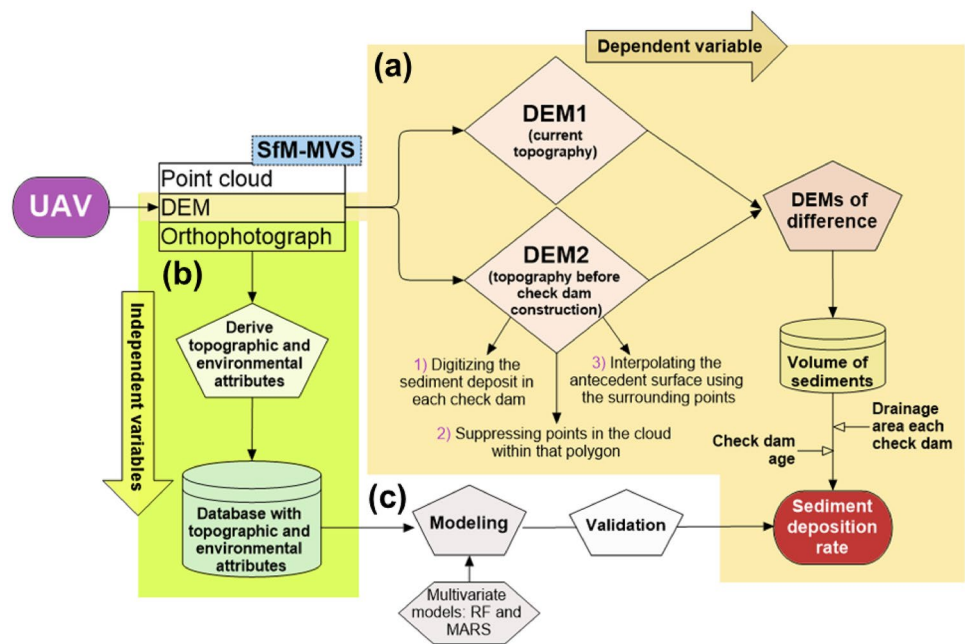 Dependent variable
(a)
DEM1
(current
topography)
SfM-MVS
Point cloud
DEM
Orthophotograph
UAV
DEMs of
difference
DEM2
(topography before
check dam
construction)
(b)
Independent variables
Derive
topographic and
environmental
attributes
1) Digitizing the
sediment deposit in
each check dam
3) Interpolating the
antecedent surface using
the surrounding points
2) Suppressing points in the cloud
within that polygon
Volume of
sediments
Drainage
area each
check dam
Check dam
age
Database with
topographic and
environmental
attributes
(c)
Modeling
Validation
Sediment
deposition
rate
Multivariate
models: RF and
MARS